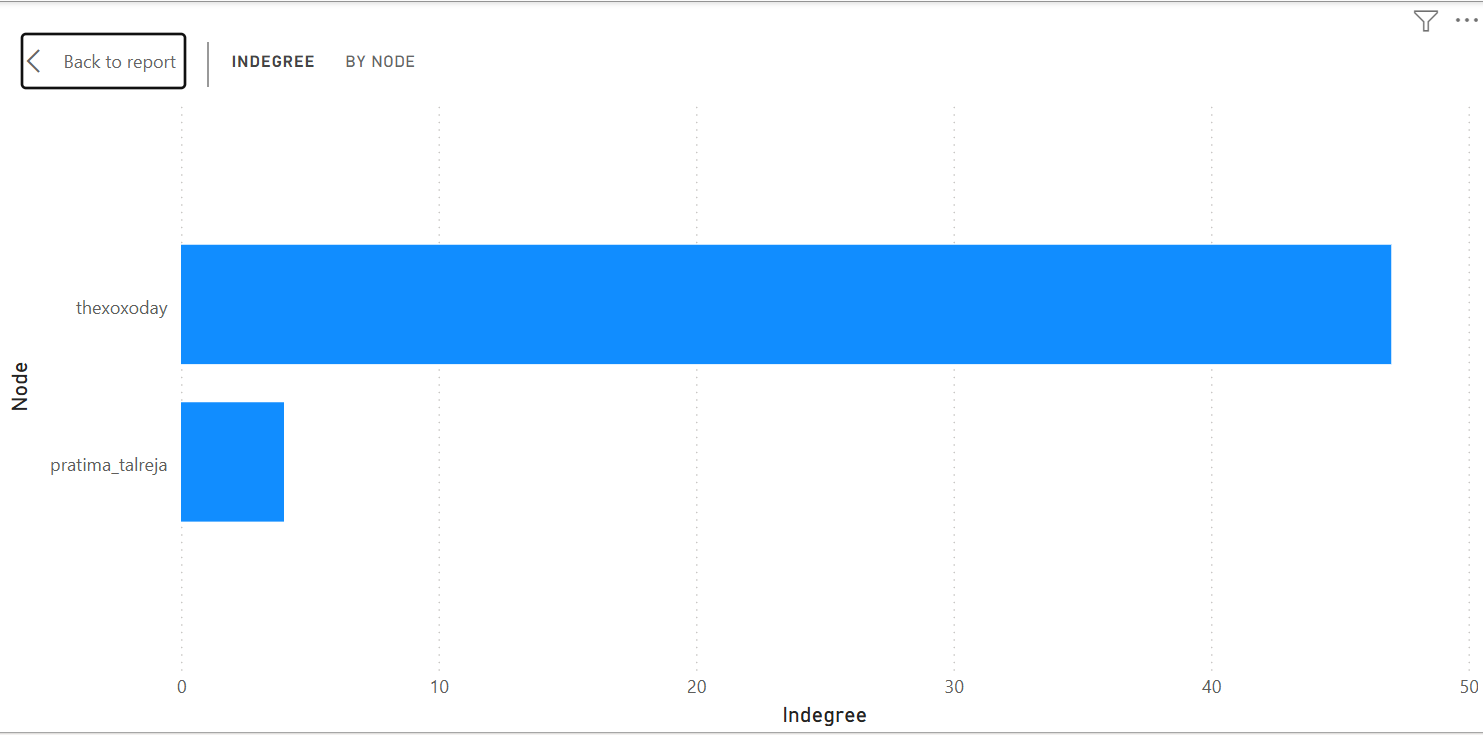 Back to report
INDEGREE
BY NODE
thexoxoday
Node
pratima_talreja
0 10 20 30 40 50
Indegree